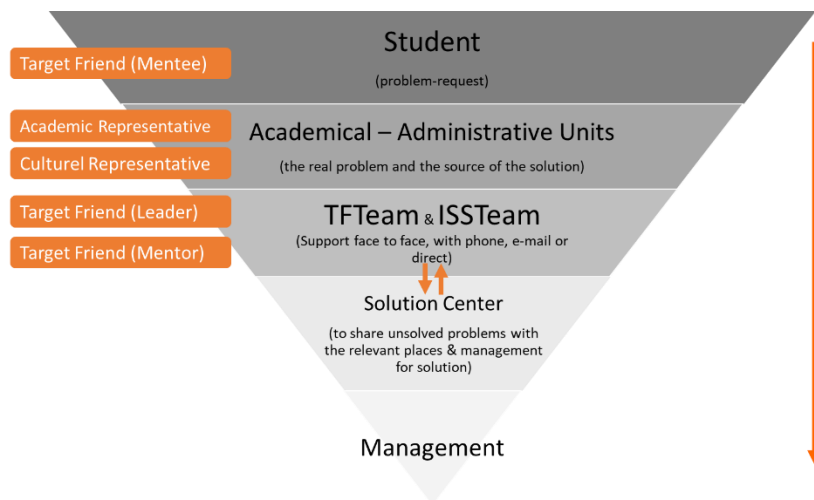 Student
Target Friend (Mentee)
(problem-request)
Academic Representative
Academical – Administrative Units
Culturel Representative
(the real problem and the source of the solution)
Target Friend (Leader)
TFTeam & ISSTeam
(Support face to face, with phone, e-mail or
direct)
Target Friend (Mentor)
Solution Center
(to share unsolved problems with
the relevant places & management
for solution)
Management